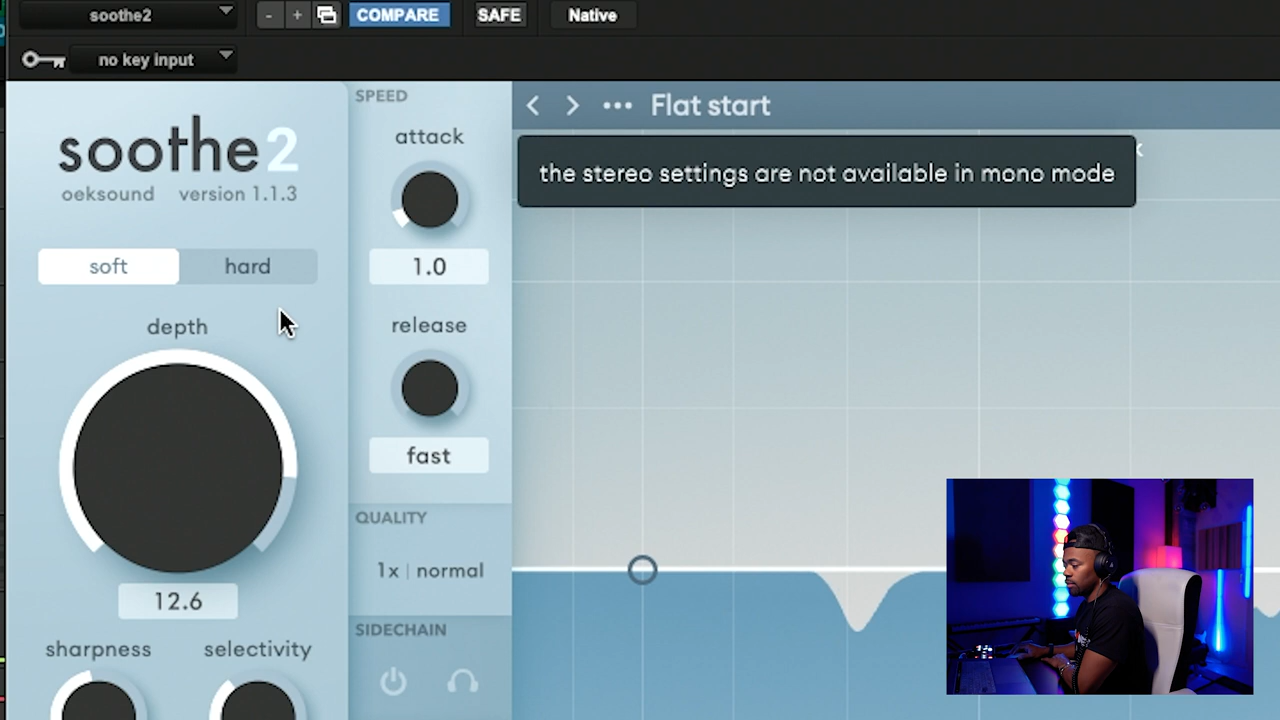 soothe2
- + COMPARE SAFE Native
no key input
soothe2
oeksound version 1.1.3
soft hard
depth
12.6
sharpness selectivity
SPEED
attack
1.0
release
fast
QUALITY
1x | normal
SIDECHAIN
Flat start
the stereo settings are not available in mono mode